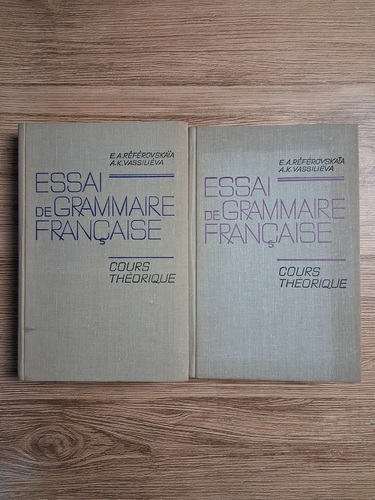 E.A.RÉFÉROVSKAÏA
A.K.VASSILIÉVA
ESSAI
DE GRAMMAIRE
FRANÇAISE
COURS
THÉORIQUE
E.A.RÉFÉROVSKAÏA
A.K.VASSILIÉVA
ESSAI
DE GRAMMAIRE
FRANÇAISE
COURS
THÉORIQUE